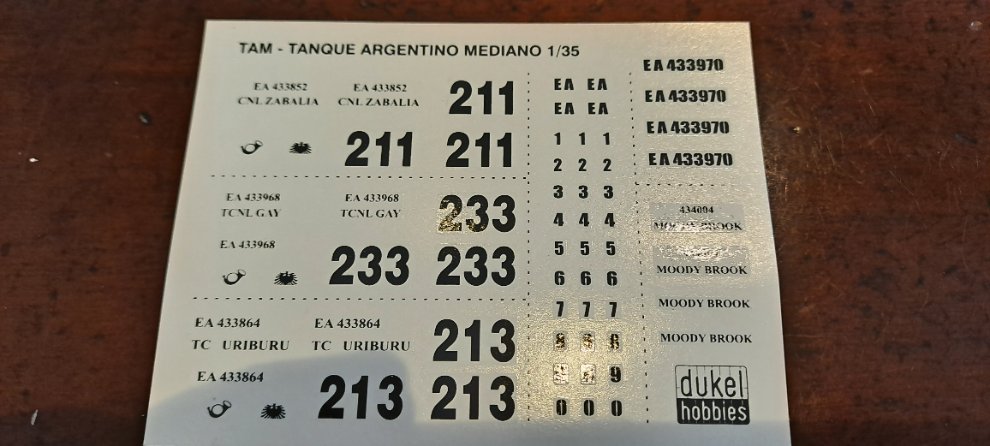 TAM - TANQUE ARGENTINO MEDIANO 1/35
EA 433852 EA 433852 211
CNL ZABALIA CNL ZABALIA
211 211
EA 433968 EA 433968 233
TCNL GAY TCNL GAY
EA 433968
233 233
EA 433864 EA 433864 213
TC URIBURU TC URIBURU
EA 433864
213 213
EA EA
EA EA
1 1 1
2 2 2
3 3 3
4 4 4
5 5 5
6 6 6
7 7 7
8 8 8
9
0 0 0
EA 433970
EA 433970
EA 433970
EA 433970
434004
MOODY BROOK
MOODY BROOK
MOODY BROOK
MOODY BROOK
dukel
hobbies